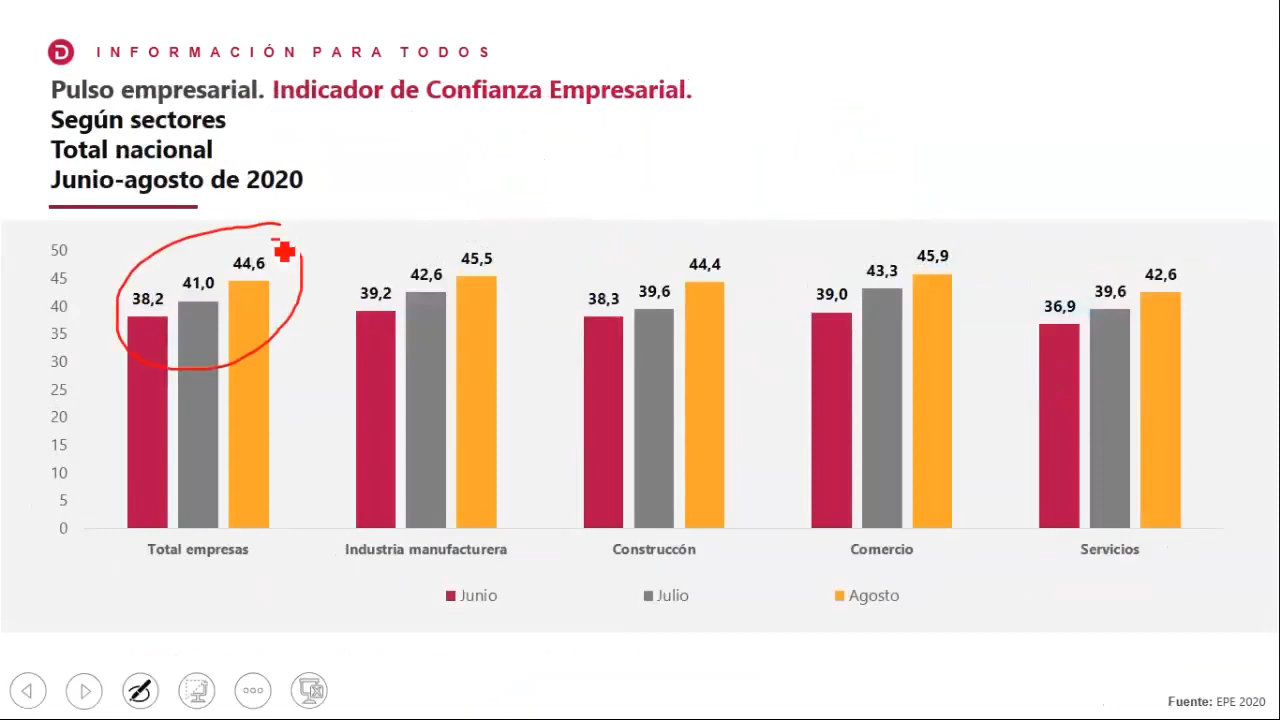 D
INFORMACIÓN PARA TODOS
Pulso empresarial. Indicador de Confianza Empresarial.
Según sectores
Total nacional
Junio-agosto de 2020
50
45
40
35
30
25
20
15
10
5
0
38,2 41,0 44,6
39,2 42,6 45,5
38,3 39,6 44,4
39,0 43,3 45,9
36,9 39,6 42,6
Total empresas Industria manufacturera Construccón Comercio Servicios
Junio Julio Agosto
Fuente: EPE 2020